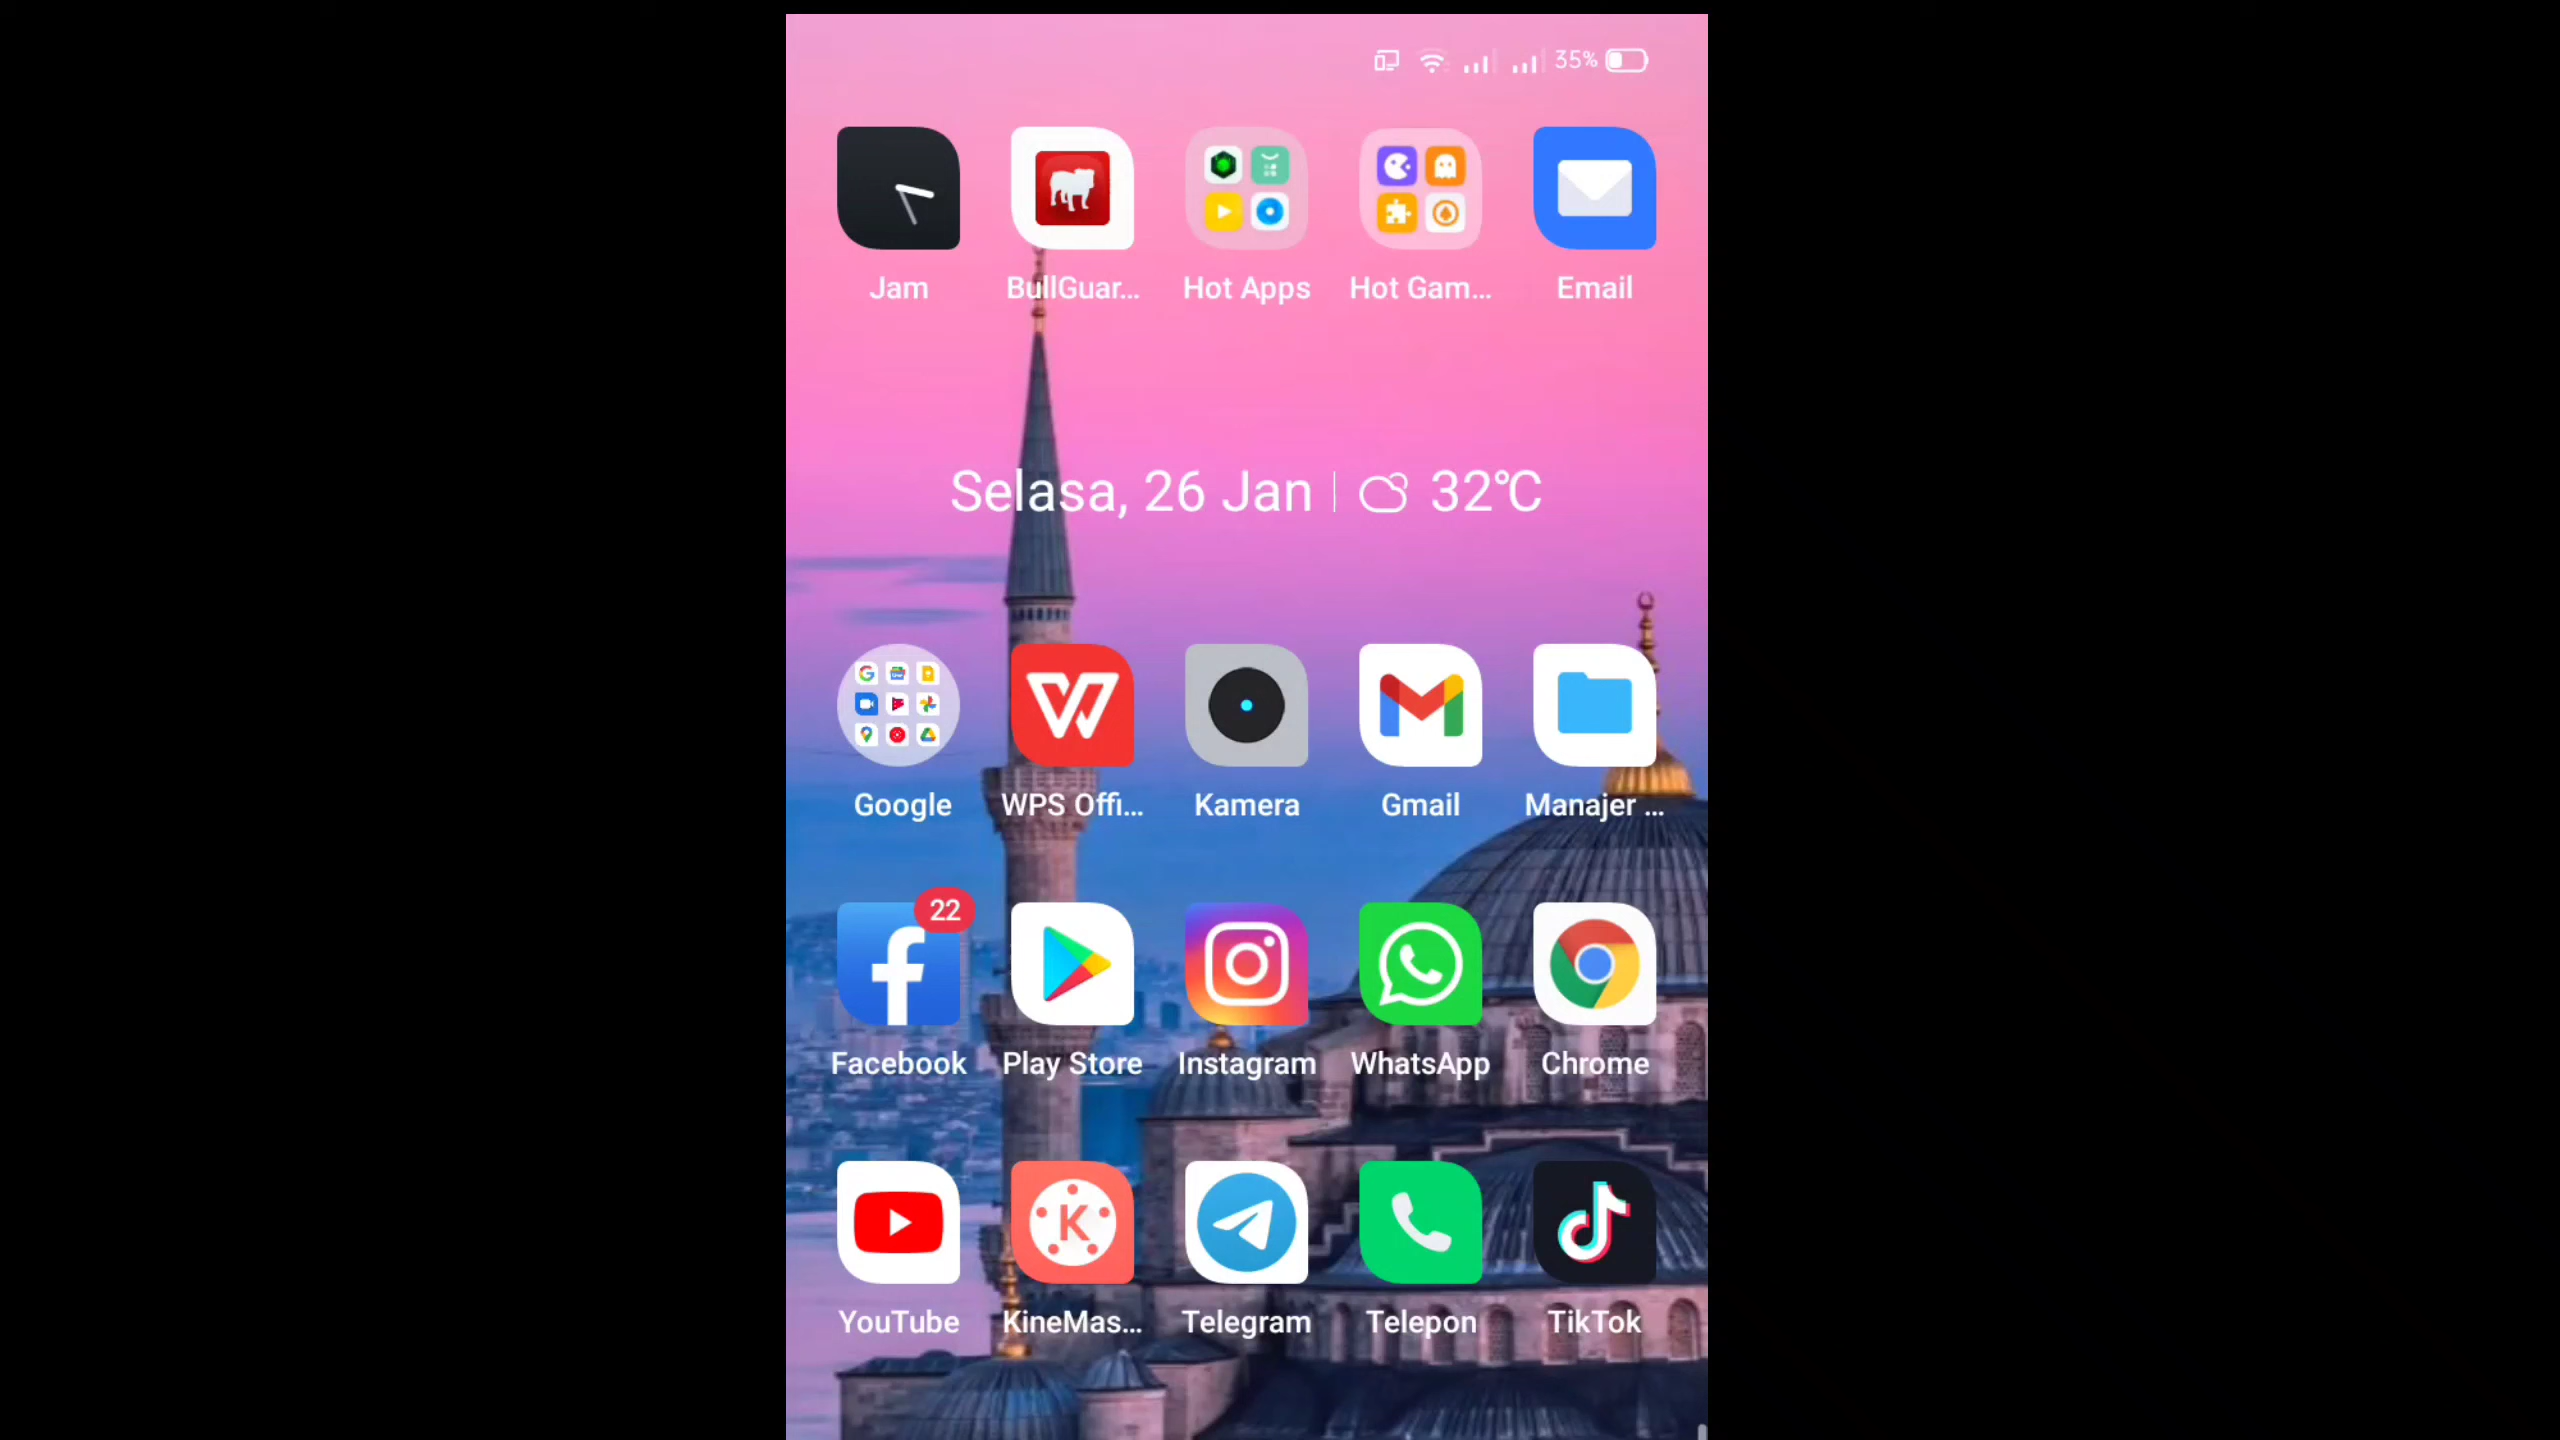 35%
Jam BullGuar... Hot Apps Hot Gam... Email
Selasa, 26 Jan 32°C
Google WPS Offi... Kamera Gmail Manajer ...
22
Facebook Play Store Instagram WhatsApp Chrome
YouTube KineMas... Telegram Telepon TikTok